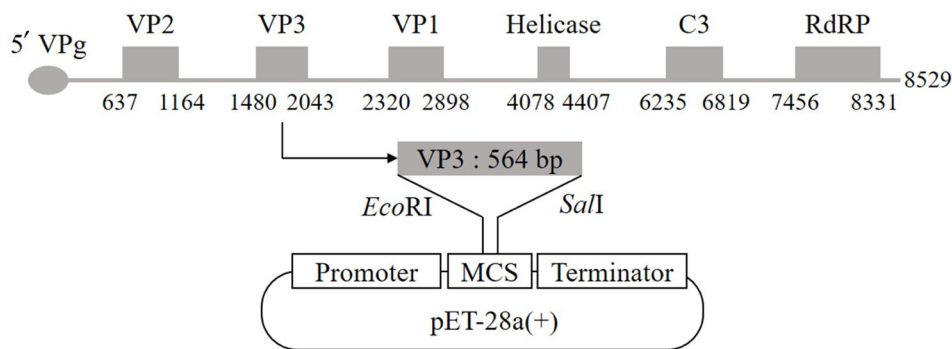 5′ VPg VP2 VP3 VP1 Helicase C3 RdRP
637 1164 1480 2043 2320 2898 4078 4407 6235 6819 7456 8331 8529
VP3 : 564 bp
EcoRI SalI
Promoter MCS Terminator
pET-28a(+)